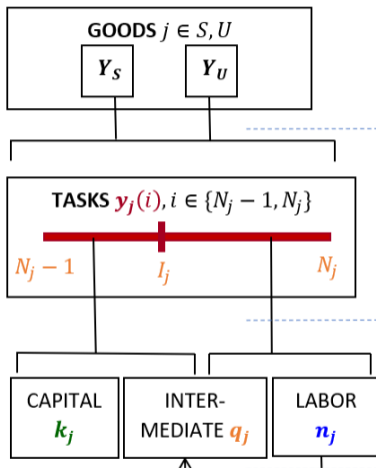 GOODS j ∈ S, U
Y_S Y_U
TASKS y_j(i), i ∈ {N_j − 1, N_j}
N_j − 1 I_j N_j
CAPITAL
k_j
INTER-
MEDIATE q_j
LABOR
n_j